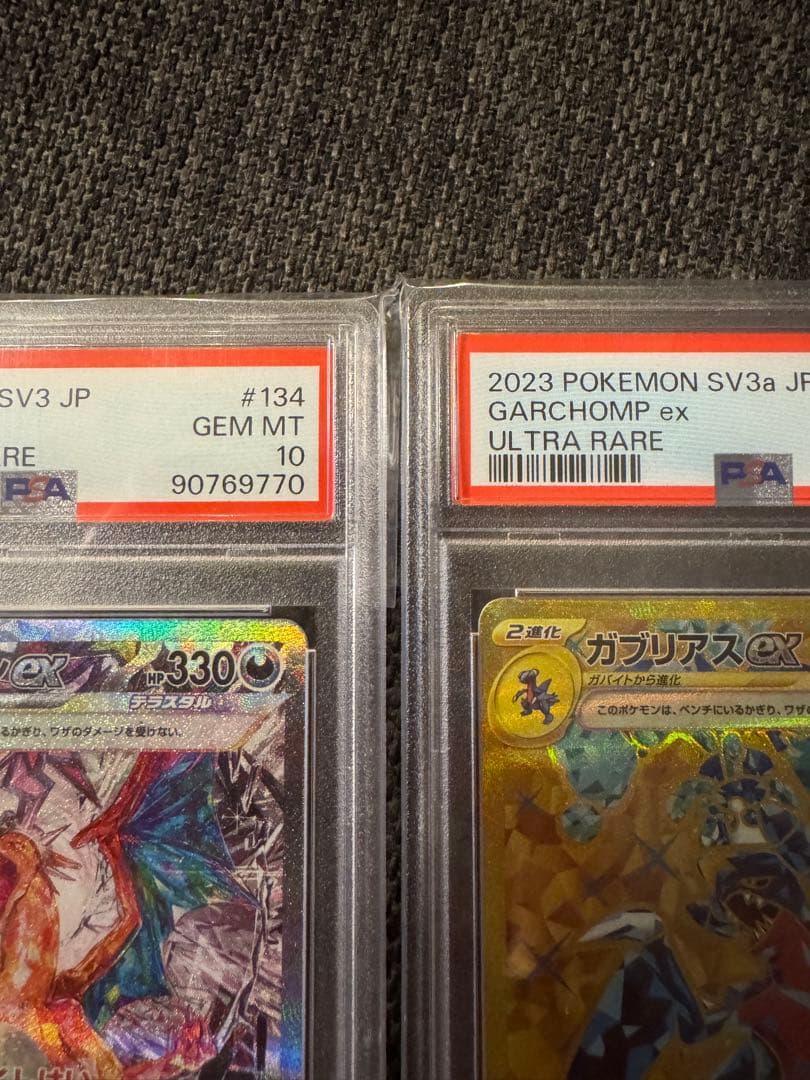 SV3 JP #134
GEM MT
RE 10
PSA 90769770
ex HP330
テラスタル
るかぎり、ワザのダメージを受けない。
2023 POKEMON SV3a JP
GARCHOMP ex
ULTRA RARE
PSA
2進化 ガブリアスex
ガバイトから進化
このポケモンは、ベンチにいるかぎり、ワザの